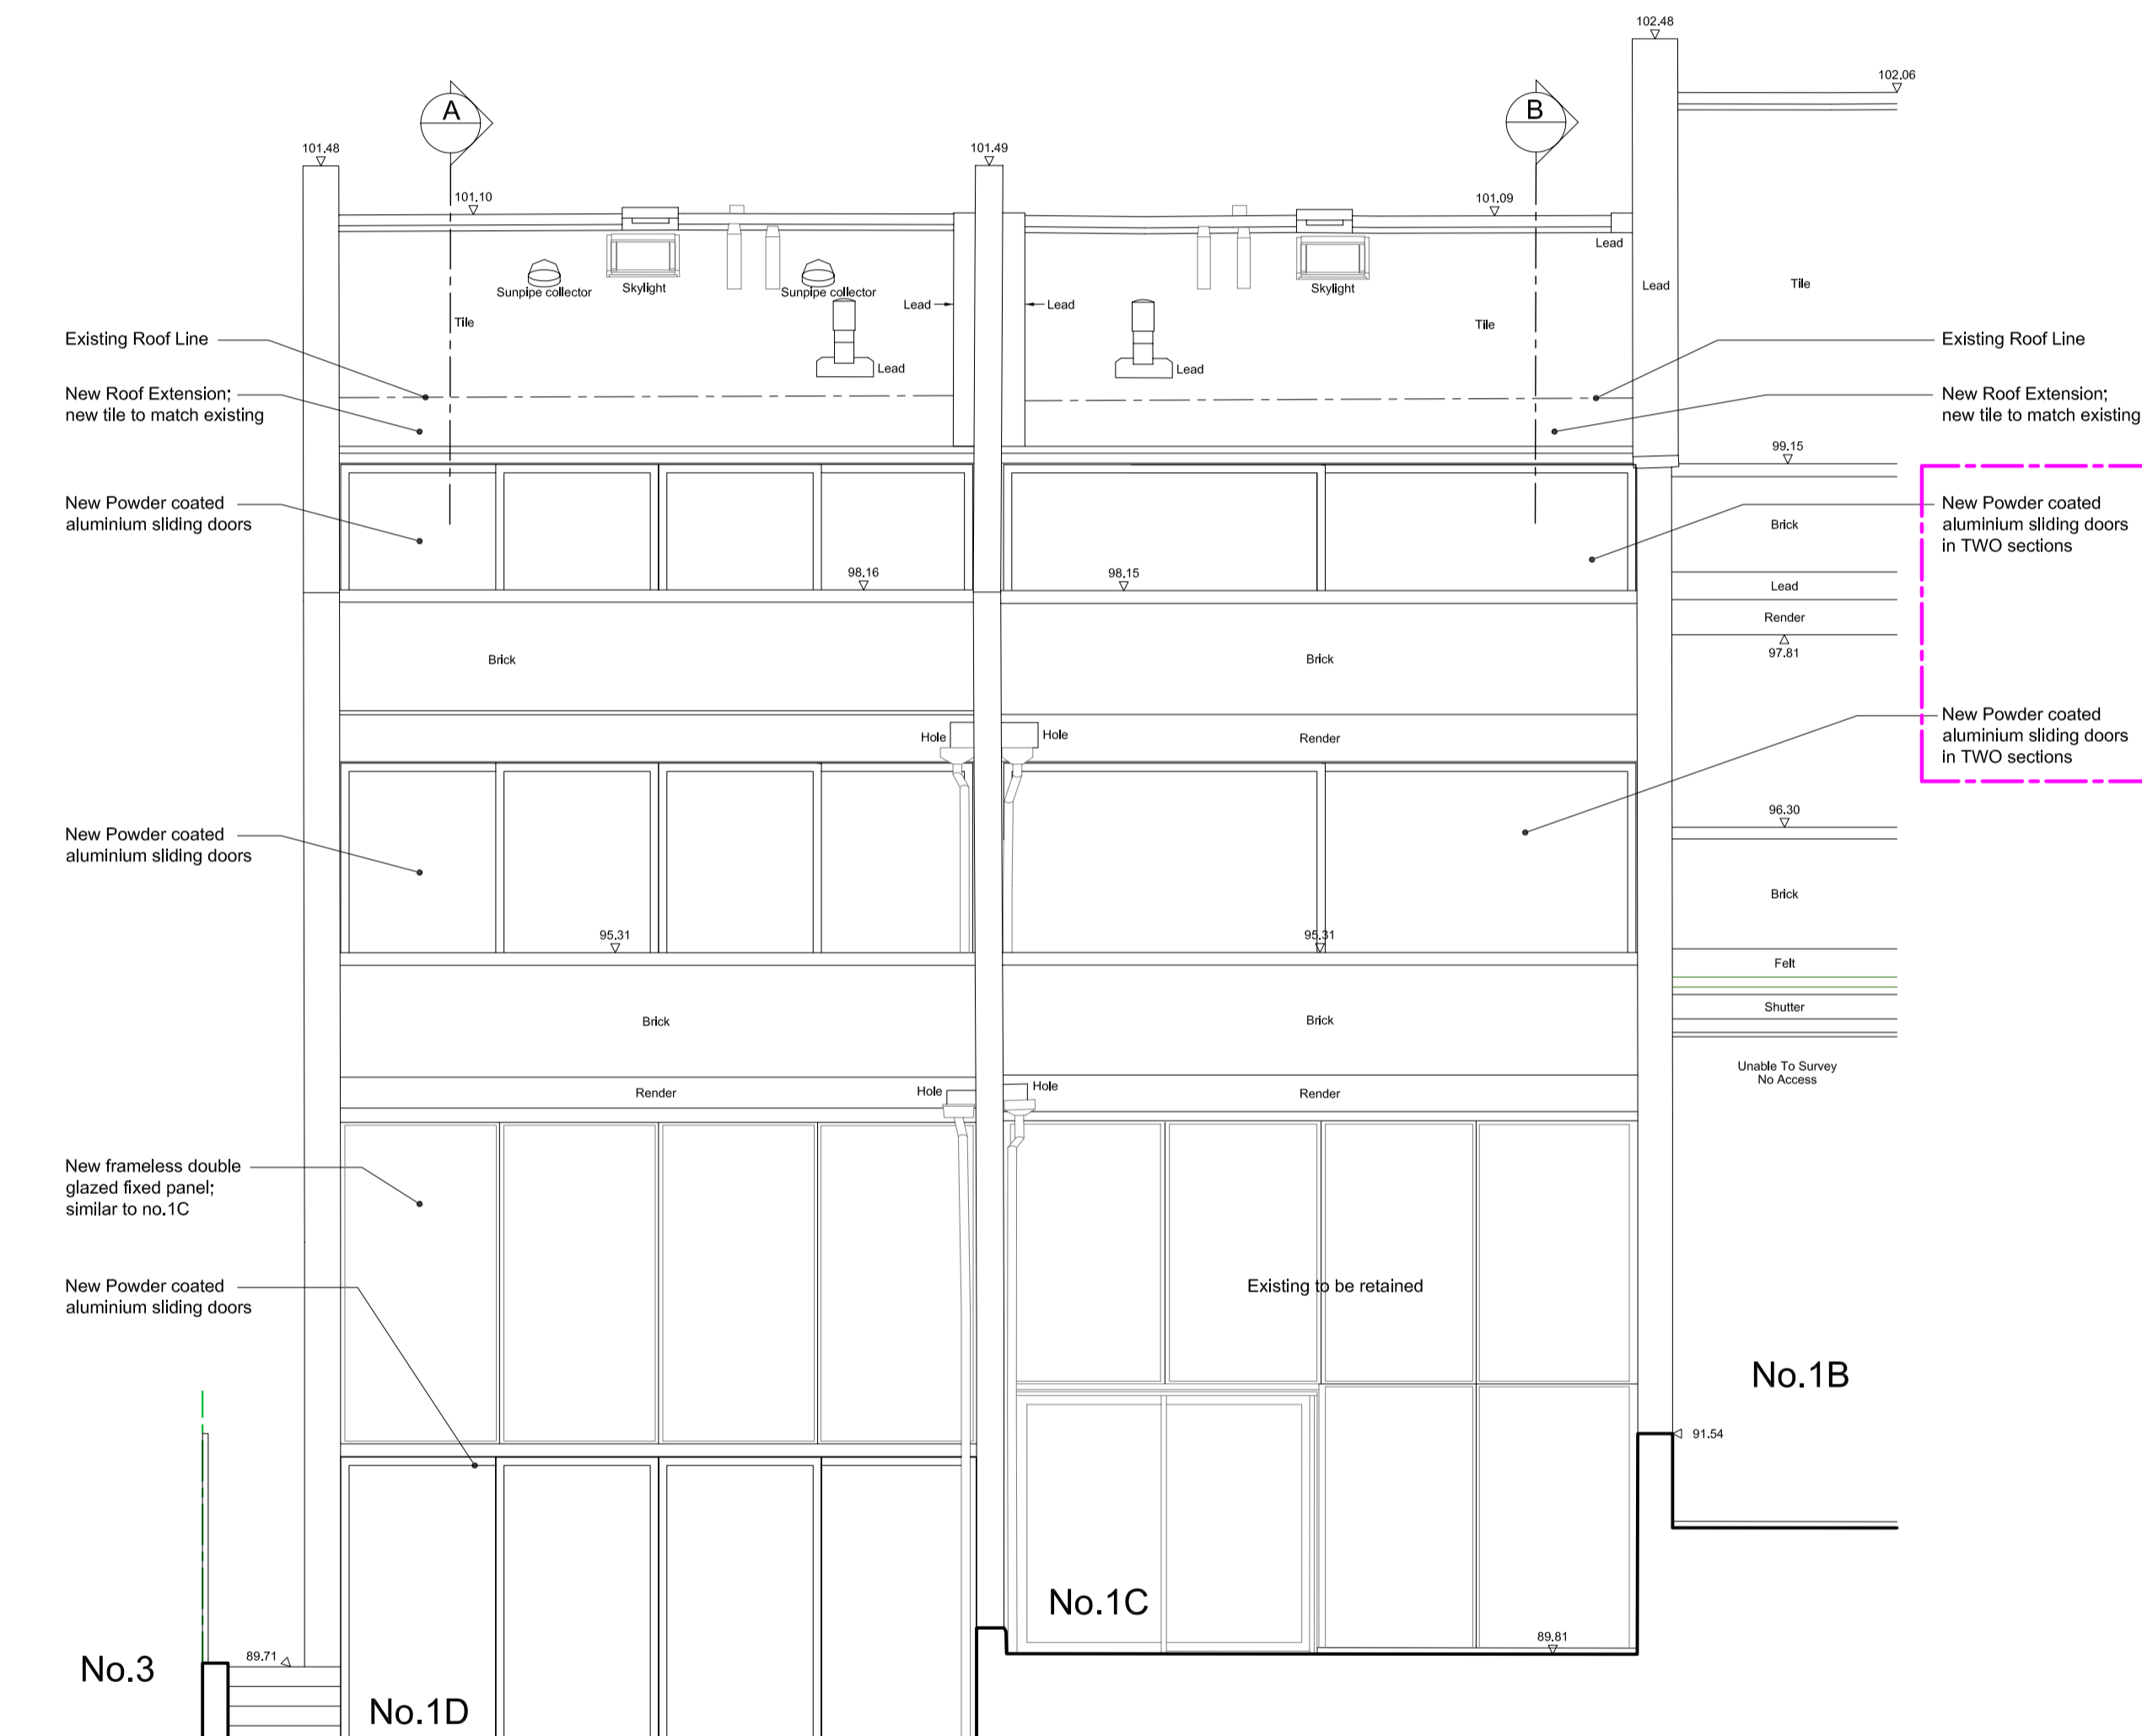 102.48
102.06
A
B
101.48
101.49
101.10
101.09
Lead
Sunpipe collector
Skylight
Sunpipe collector
Skylight
Lead
Tile
Lead
Lead
Tile
Tile
Existing Roof Line
Existing Roof Line
Lead
Lead
New Roof Extension;
new tile to match existing
New Roof Extension;
new tile to match existing
99.15
New Powder coated
aluminium sliding doors
New Powder coated
aluminium sliding doors
in TWO sections
Brick
98.16
98.15
Lead
Render
97.81
Brick
Brick
Hole
Hole
Render
New Powder coated
aluminium sliding doors
in TWO sections
96.30
New Powder coated
aluminium sliding doors
Brick
95.31
95.31
Felt
Shutter
Brick
Brick
Unable To Survey
No Access
Render
Hole
Hole
Render
New frameless double
glazed fixed panel;
similar to no.1C
New Powder coated
aluminium sliding doors
Existing to be retained
No.1B
91.54
No.1C
89.81
89.71
No.3
No.1D